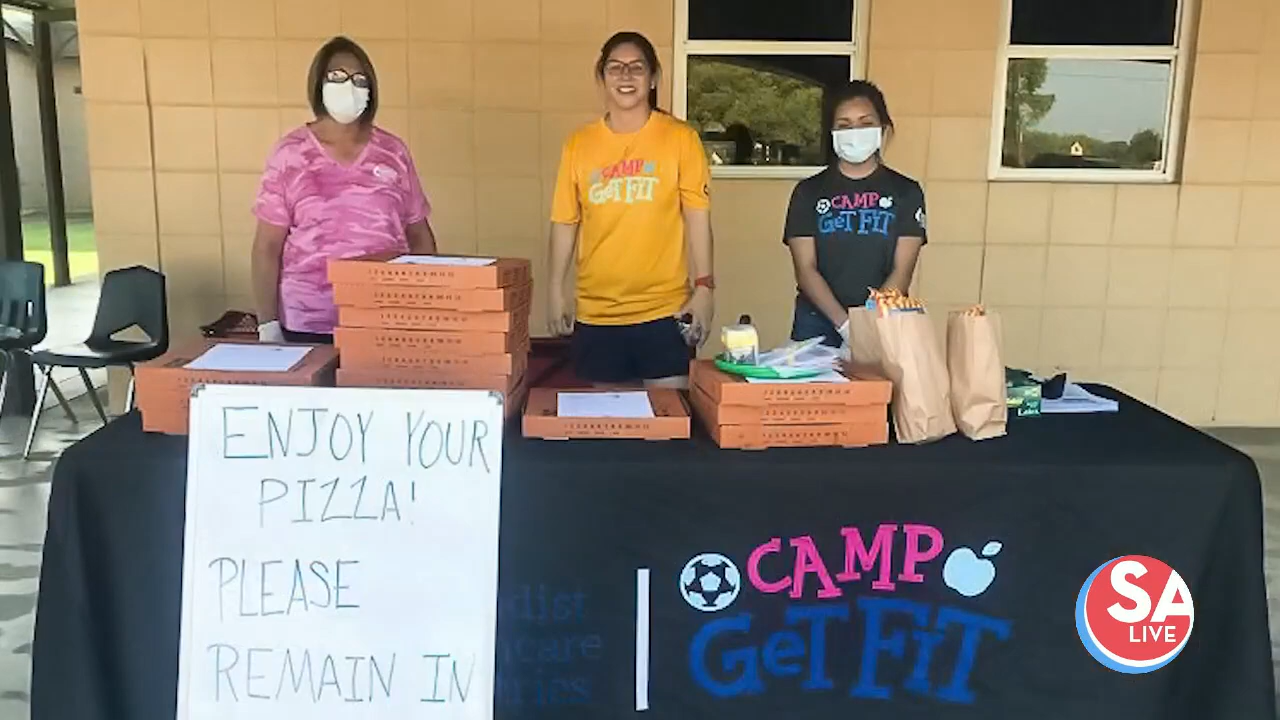 CAMP
GeT FiT
CAMP
GeT FiT
ENJOY YOUR
PIZZA!
PLEASE
REMAIN IN
CAMP
GeT FiT
SA
LIVE